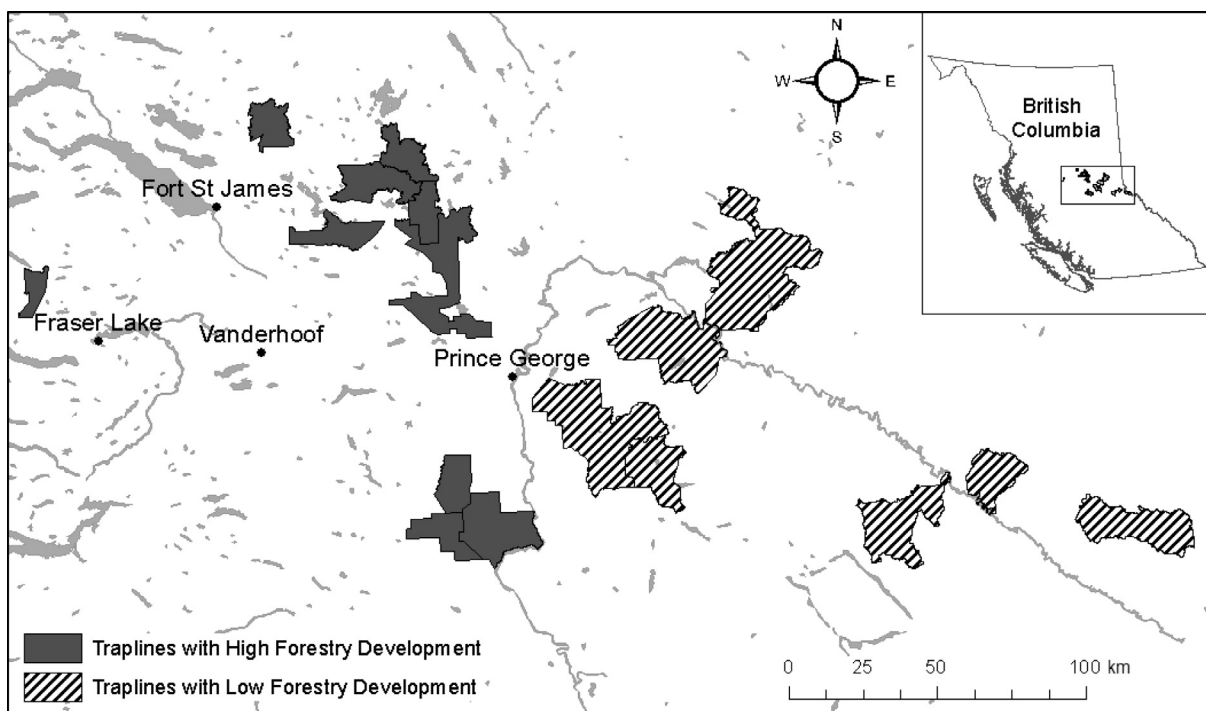 N
W E
S
British
Columbia
Fort St James
Fraser Lake
Vanderhoof
Prince George
Traplines with High Forestry Development
Traplines with Low Forestry Development
0 25 50 100 km